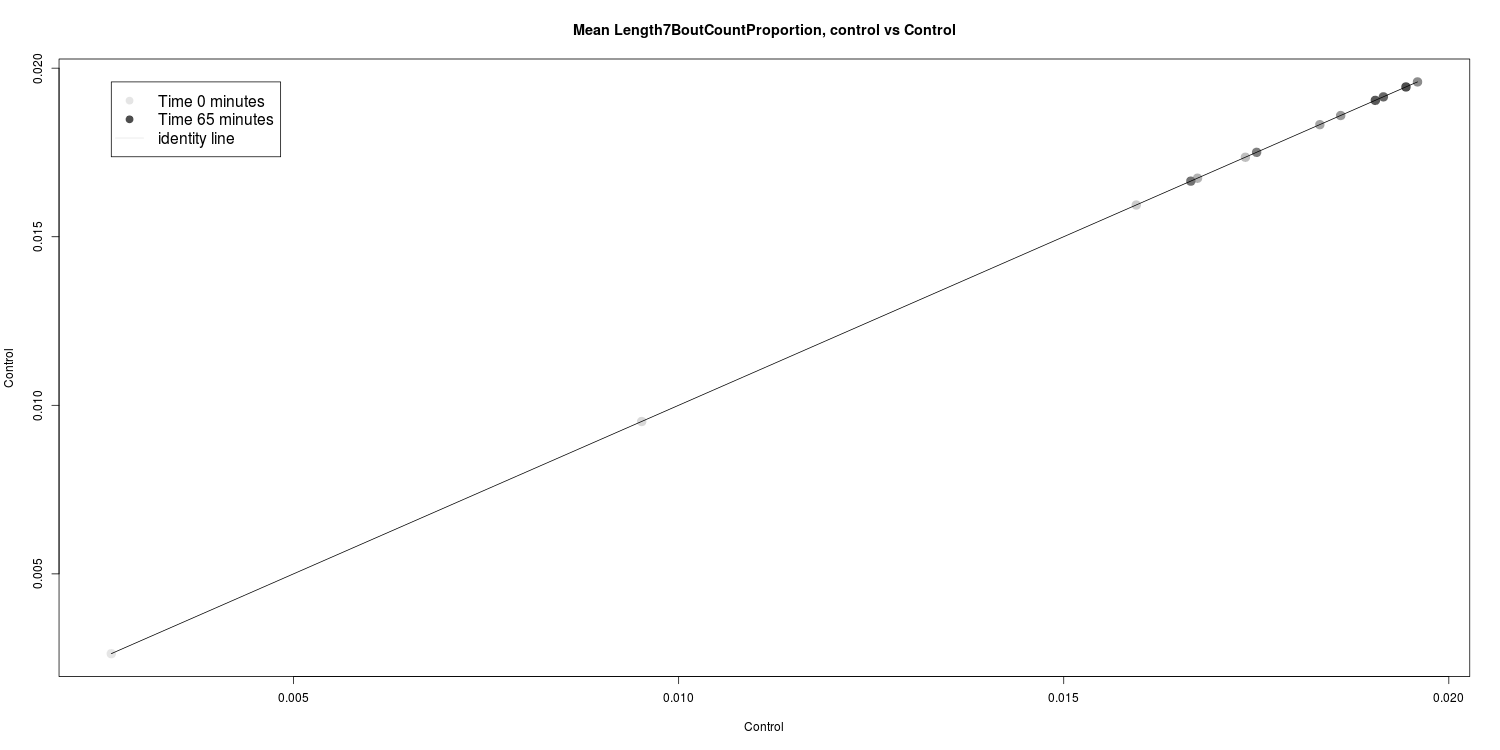 Mean Length7BoutCountProportion, control vs Control
0.020
0.015
0.010
0.005
Control
Time 0 minutes
Time 65 minutes
identity line
0.005 0.010 0.015 0.020
Control